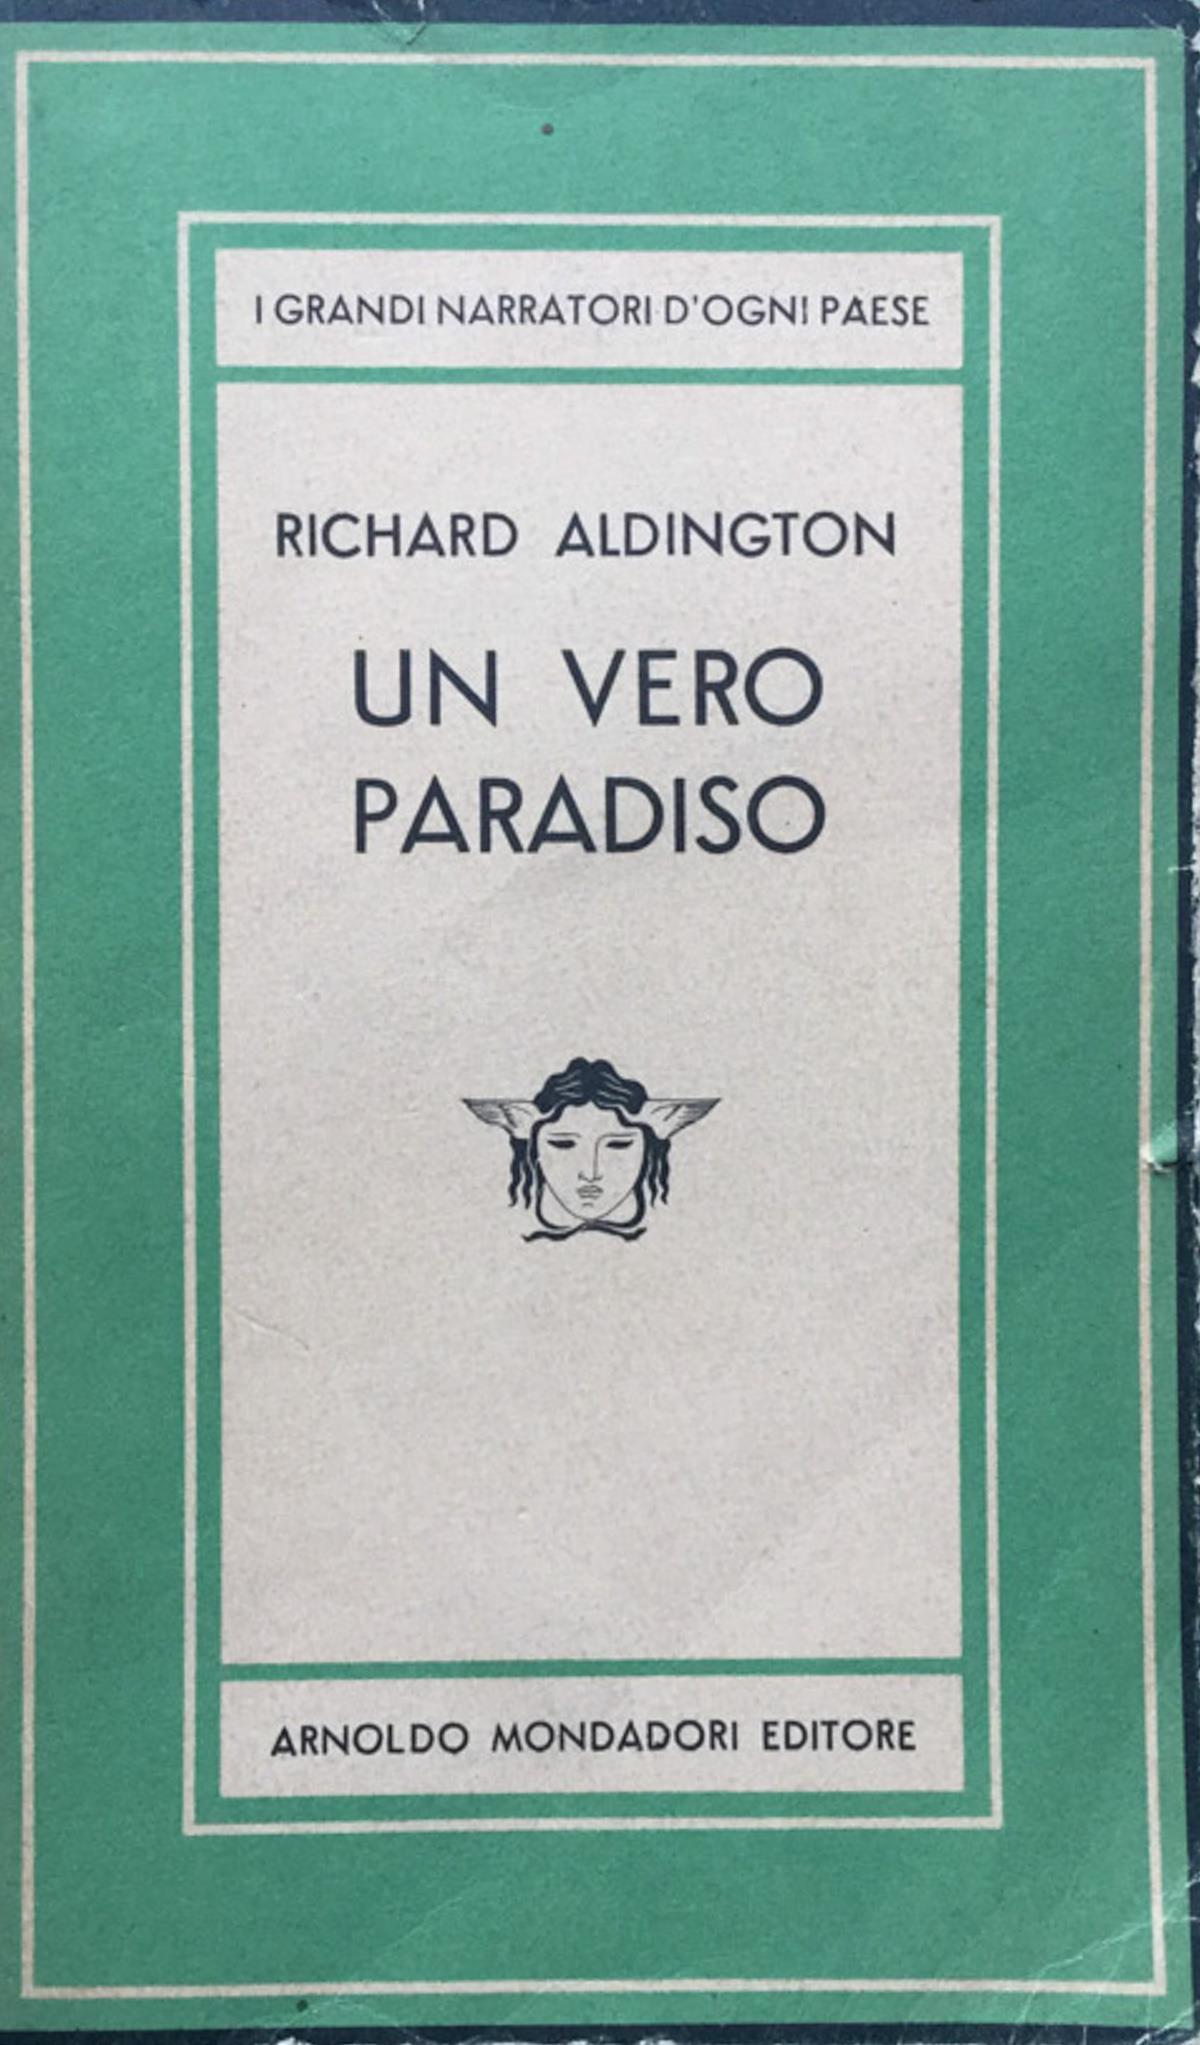 I GRANDI NARRATORI D'OGNI PAESE
RICHARD ALDINGTON
UN VERO
PARADISO
ARNOLDO MONDADORI EDITORE